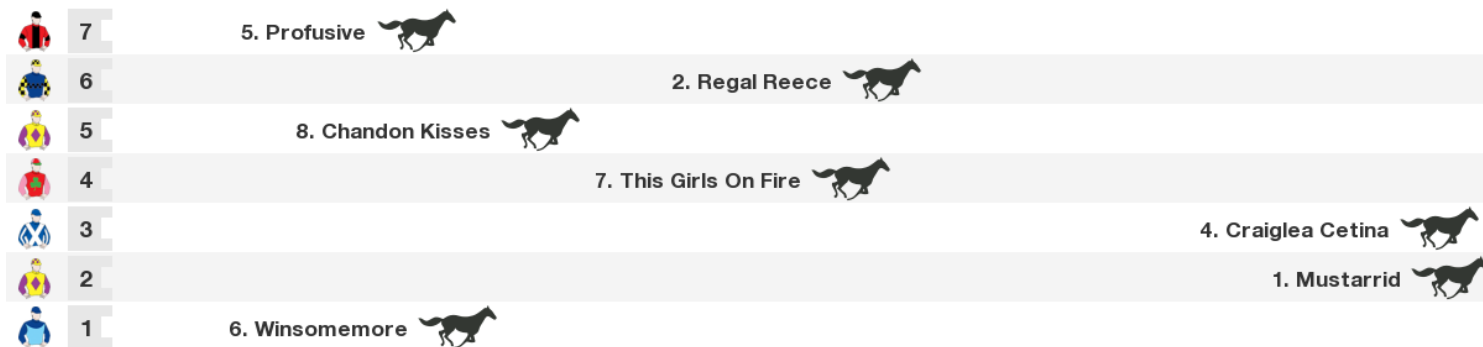 7 5. Profusive
6 2. Regal Reece
5 8. Chandon Kisses
4 7. This Girls On Fire
3 4. Craiglea Cetina
2 1. Mustarrid
1 6. Winsomemore